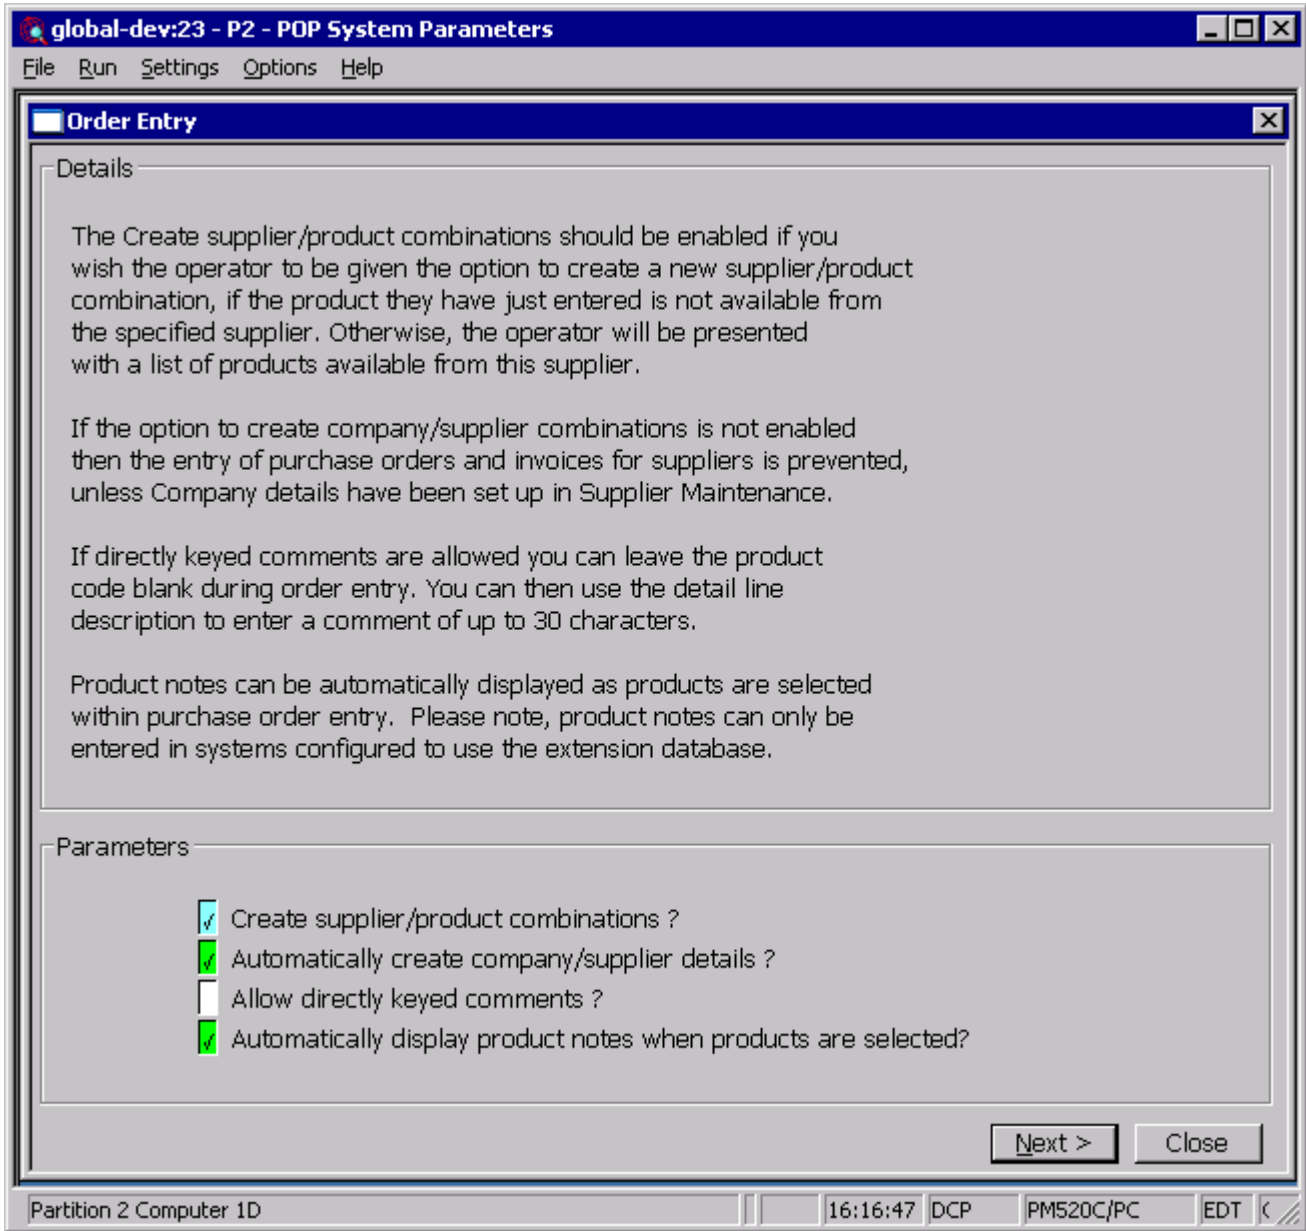 global-dev:23 - P2 - POP System Parameters
File Run Settings Options Help
Order Entry
Details
The Create supplier/product combinations should be enabled if you
wish the operator to be given the option to create a new supplier/product
combination, if the product they have just entered is not available from
the specified supplier. Otherwise, the operator will be presented
with a list of products available from this supplier.
If the option to create company/supplier combinations is not enabled
then the entry of purchase orders and invoices for suppliers is prevented,
unless Company details have been set up in Supplier Maintenance.
If directly keyed comments are allowed you can leave the product
code blank during order entry. You can then use the detail line
description to enter a comment of up to 30 characters.
Product notes can be automatically displayed as products are selected
within purchase order entry.  Please note, product notes can only be
entered in systems configured to use the extension database.
Parameters
Create supplier/product combinations ?
Automatically create company/supplier details ?
Allow directly keyed comments ?
Automatically display product notes when products are selected?
Next > Close
Partition 2 Computer 1D 16:16:47 DCP PM520C/PC EDT